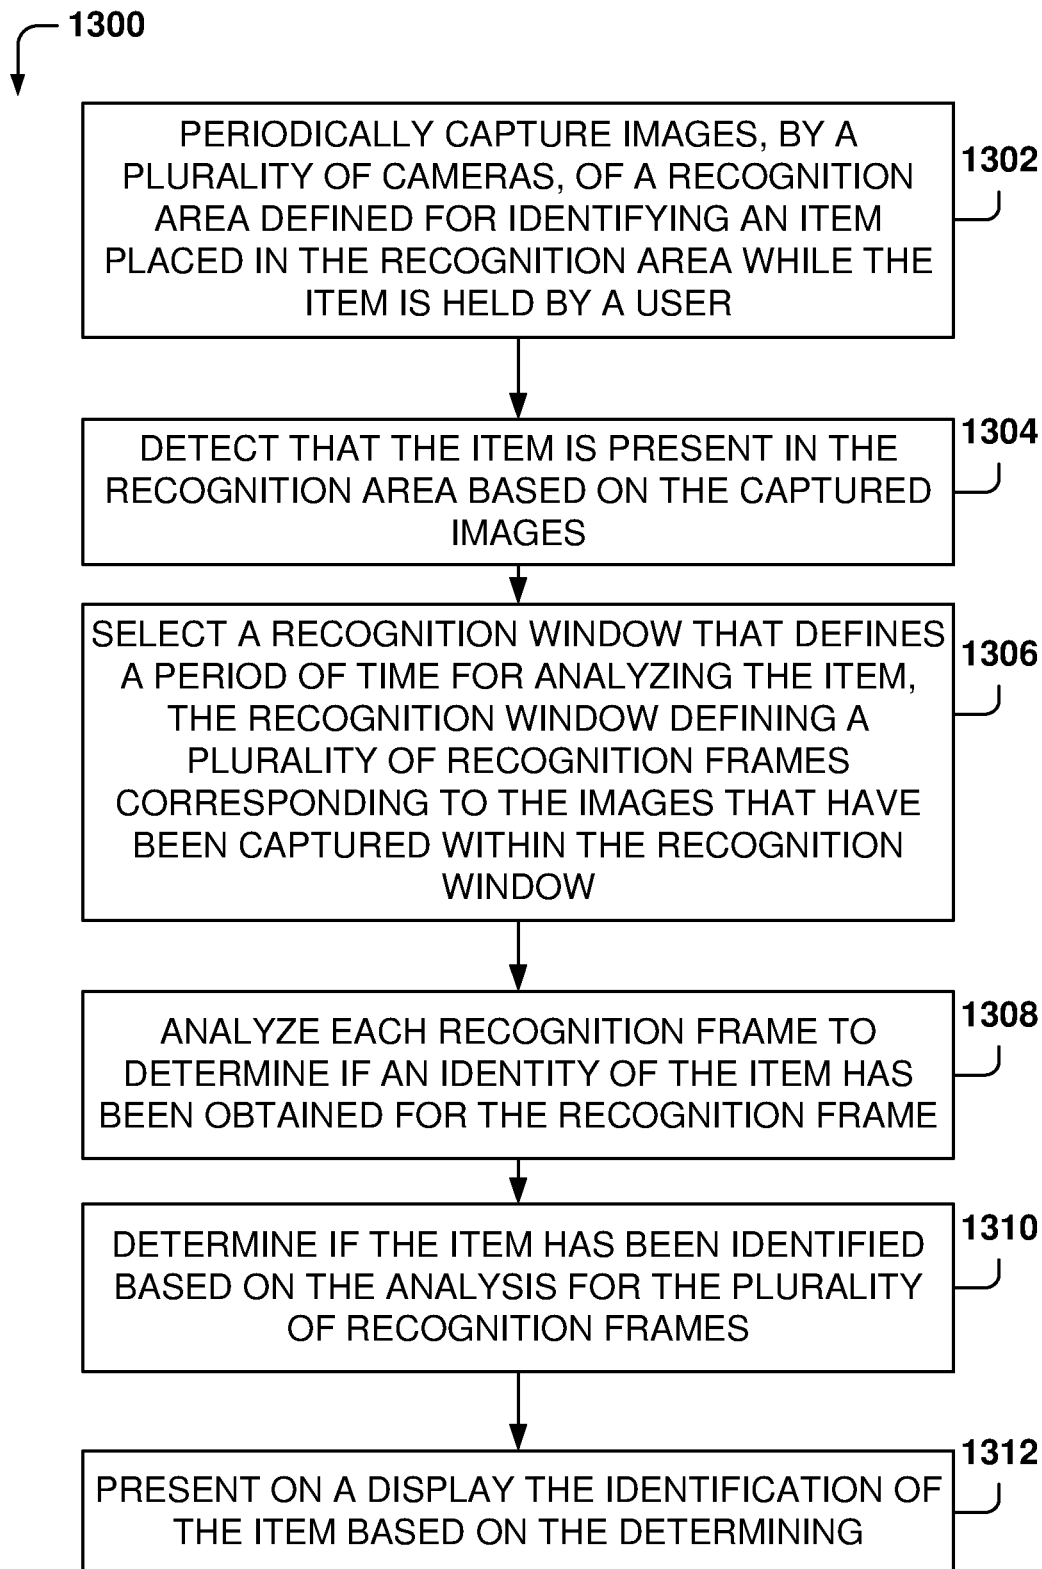 1300
PERIODICALLY CAPTURE IMAGES, BY A
PLURALITY OF CAMERAS, OF A RECOGNITION
AREA DEFINED FOR IDENTIFYING AN ITEM
PLACED IN THE RECOGNITION AREA WHILE THE
ITEM IS HELD BY A USER
1302
DETECT THAT THE ITEM IS PRESENT IN THE
RECOGNITION AREA BASED ON THE CAPTURED
IMAGES
1304
SELECT A RECOGNITION WINDOW THAT DEFINES
A PERIOD OF TIME FOR ANALYZING THE ITEM,
THE RECOGNITION WINDOW DEFINING A
PLURALITY OF RECOGNITION FRAMES
CORRESPONDING TO THE IMAGES THAT HAVE
BEEN CAPTURED WITHIN THE RECOGNITION
WINDOW
1306
ANALYZE EACH RECOGNITION FRAME TO
DETERMINE IF AN IDENTITY OF THE ITEM HAS
BEEN OBTAINED FOR THE RECOGNITION FRAME
1308
DETERMINE IF THE ITEM HAS BEEN IDENTIFIED
BASED ON THE ANALYSIS FOR THE PLURALITY
OF RECOGNITION FRAMES
1310
PRESENT ON A DISPLAY THE IDENTIFICATION OF
THE ITEM BASED ON THE DETERMINING
1312